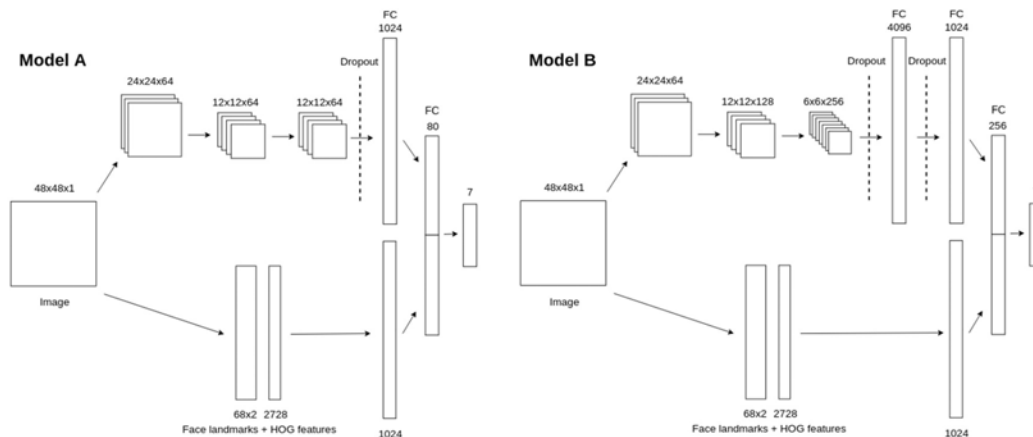 Model A
FC
1024
Dropout
24x24x64
12x12x64
12x12x64
FC
80
48x48x1
7
Image
68x2
2728
Face landmarks + HOG features
1024
Model B
FC
4096
FC
1024
Dropout
Dropout
24x24x64
12x12x128
6x6x256
FC
256
48x48x1
Image
68x2
2728
Face landmarks + HOG features
1024